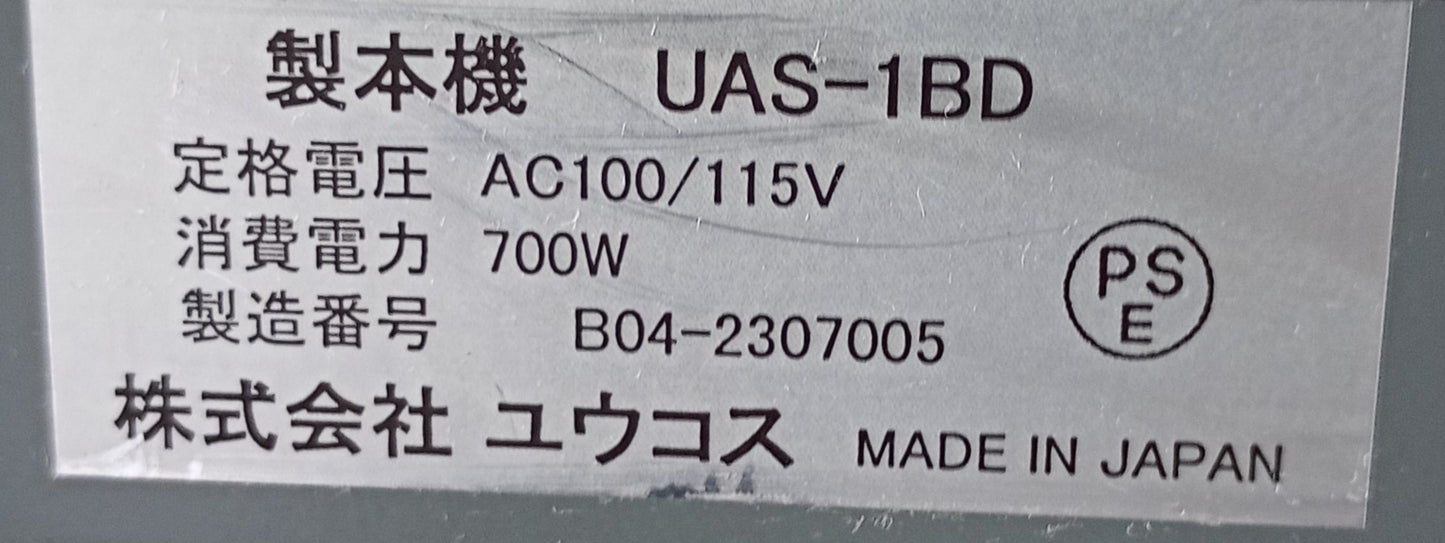 製本機 UAS-1BD
定格電圧 AC100/115V
消費電力 700W
製造番号 B04-2307005
PS
E
株式会社 ユウコス MADE IN JAPAN